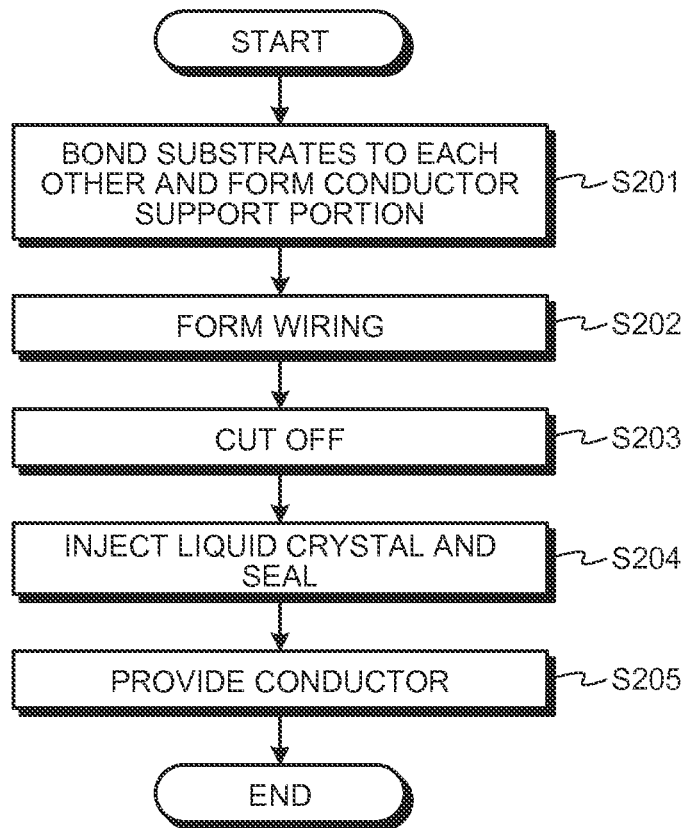 START
BOND SUBSTRATES TO EACH
OTHER AND FORM CONDUCTOR
SUPPORT PORTION
S201
FORM WIRING
S202
CUT OFF
S203
INJECT LIQUID CRYSTAL AND
SEAL
S204
PROVIDE CONDUCTOR
S205
END